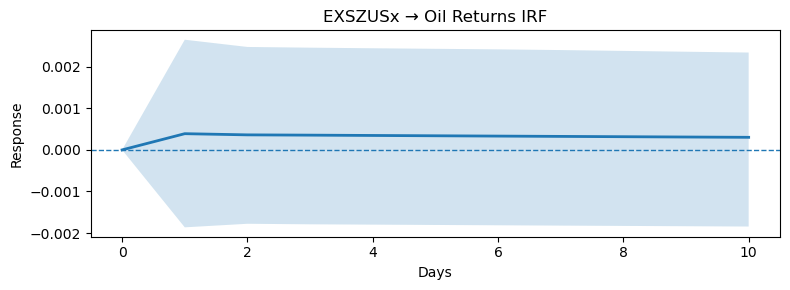 EXSZUSx → Oil Returns IRF
Response
0.002
0.001
0.000
−0.001
−0.002
0 2 4 6 8 10
Days